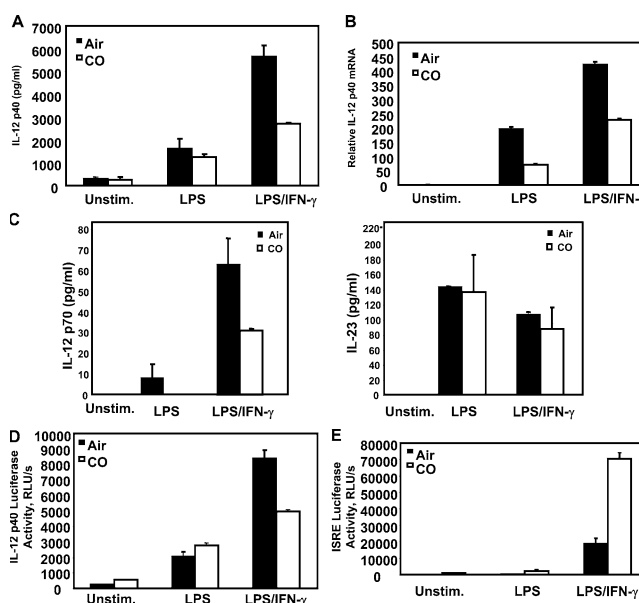 A
IL-12 p40 (pg/ml)
7000
6000
5000
4000
3000
2000
1000
0
Air
CO
Unstim. LPS LPS/IFN-γ
B
Relative IL-12 p40 mRNA
450
400
350
300
250
200
150
100
50
0
Air
CO
Unstim. LPS LPS/IFN-
C
IL-12 p70 (pg/ml)
80
70
60
50
40
30
20
10
0
Air
CO
Unstim. LPS LPS/IFN-γ
IL-23 (pg/ml)
220
200
180
160
140
120
100
80
60
40
20
0
Air
CO
Unstim. LPS LPS/IFN-γ
D
IL-12 p40 Luciferase
Activity, RLU/s
10000
9000
8000
7000
6000
5000
4000
3000
2000
1000
0
Air
CO
Unstim. LPS LPS/IFN-γ
E
ISRE Luciferase
Activity, RLU/s
80000
70000
60000
50000
40000
30000
20000
10000
0
Air
CO
Unstim. LPS LPS/IFN-γ